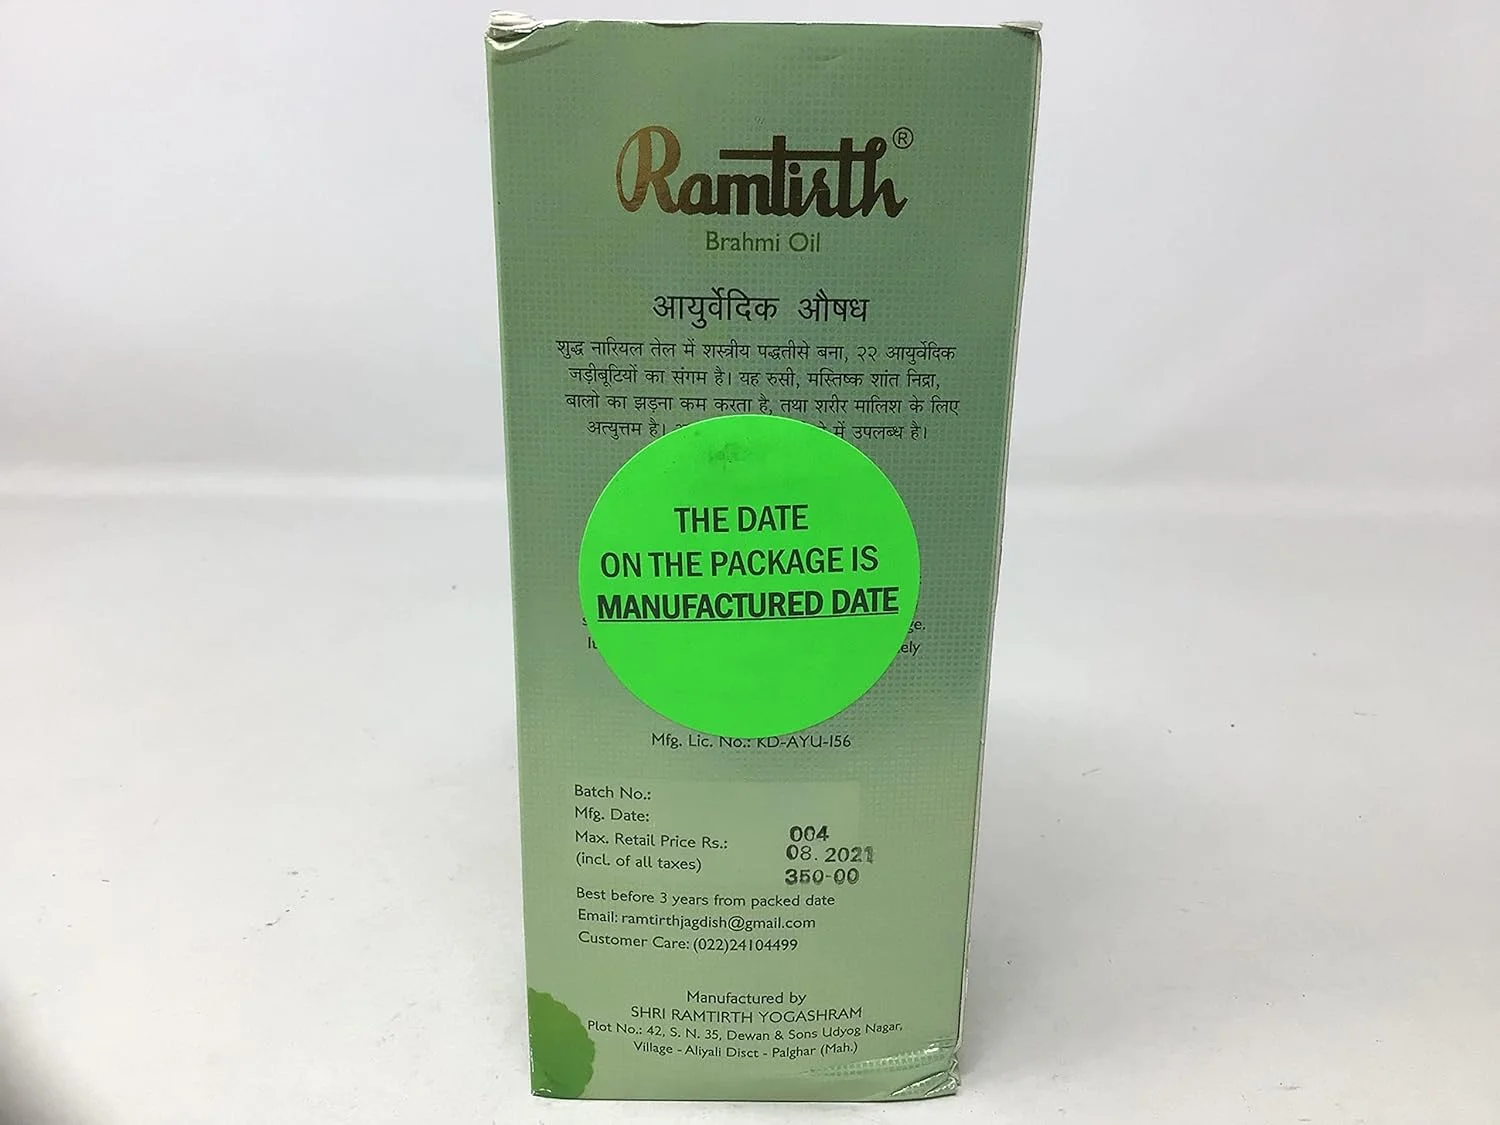 Ramtirth®
Brahmi Oil
आयुर्वेदिक औषध
शुद्ध नारियल तेल में शस्त्रीय पद्धतीसे बना, २२ आयुर्वेदिक
जड़ीबूटियों का संगम है। यह रुसी, मस्तिष्क शांत निद्रा,
बालो का झड़ना कम करता है, तथा शरीर मालिश के लिए
अत्युत्तम है। में उपलब्ध है।
THE DATE
ON THE PACKAGE IS
MANUFACTURED DATE
Mfg. Lic. No.: KD-AYU-156
Batch No.:
Mfg. Date:
Max. Retail Price Rs.: 004
(incl. of all taxes) 08. 2021
350-00
Best before 3 years from packed date
Email: ramtirthjagdish@gmail.com
Customer Care: (022)24104499
Manufactured by
SHRI RAMTIRTH YOGASHRAM
Plot No.: 42, S. N. 35, Dewan & Sons Udyog Nagar,
Village - Aliyali Disct - Palghar (Mah.)